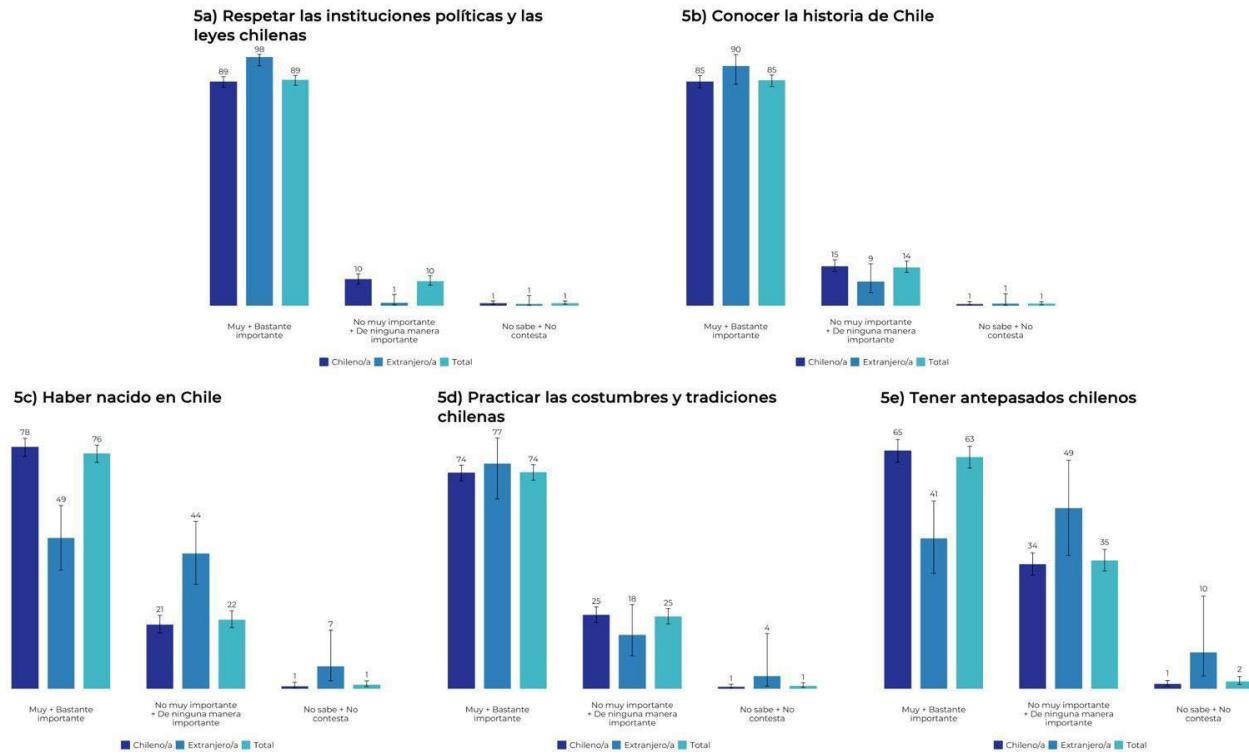 5a) Respetar las instituciones políticas y las
leyes chilenas
89
98
89
10
1
10
1
1
1
Muy + Bastante
importante
No muy importante
+ De ninguna manera
importante
No sabe + No
contesta
Chileno/a Extranjero/a Total
5b) Conocer la historia de Chile
85
90
85
15
9
14
1
1
1
Muy + Bastante
importante
No muy importante
+ De ninguna manera
importante
No sabe + No
contesta
Chileno/a Extranjero/a Total
5c) Haber nacido en Chile
78
49
76
21
44
22
1
7
1
Muy + Bastante
importante
No muy importante
+ De ninguna manera
importante
No sabe + No
contesta
Chileno/a Extranjero/a Total
5d) Practicar las costumbres y tradiciones
chilenas
74
77
74
25
18
25
1
4
1
Muy + Bastante
importante
No muy importante
+ De ninguna manera
importante
No sabe + No
contesta
Chileno/a Extranjero/a Total
5e) Tener antepasados chilenos
65
41
63
34
49
35
1
10
2
Muy + Bastante
importante
No muy importante
+ De ninguna manera
importante
No sabe + No
contesta
Chileno/a Extranjero/a Total